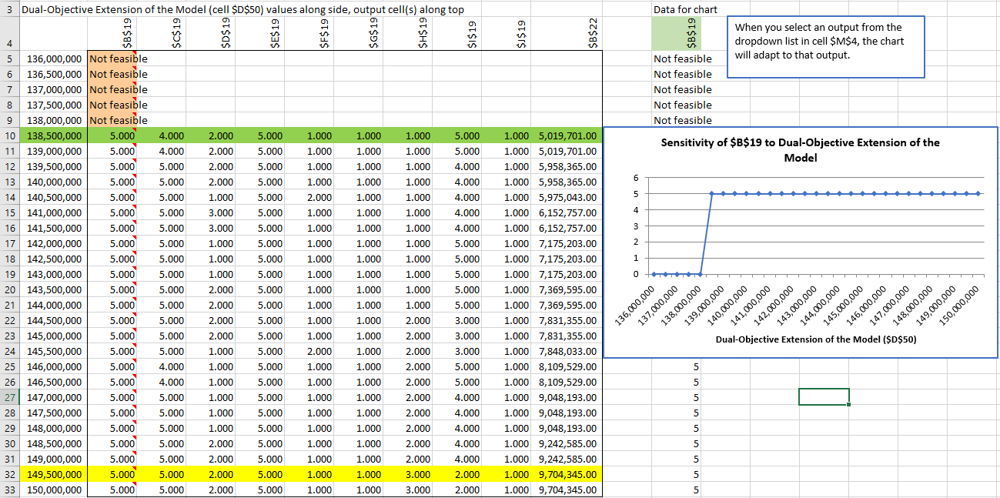 3 Dual-Objective Extension of the Model (cell $D$50) values along side, output cell(s) along top Data for chart
4 $B$19 $C$19 $D$19 $E$19 $F$19 $G$19 $H$19 $I$19 $J$19 $B$22 $B$19
When you select an output from the
dropdown list in cell $M$4, the chart
will adapt to that output.
5 136,000,000 Not feasible Not feasible
6 136,500,000 Not feasible Not feasible
7 137,000,000 Not feasible Not feasible
8 137,500,000 Not feasible Not feasible
9 138,000,000 Not feasible Not feasible
10 138,500,000 5.000 4.000 2.000 5.000 1.000 1.000 1.000 5.000 1.000 5,019,701.00
11 139,000,000 5.000 4.000 2.000 5.000 1.000 1.000 1.000 5.000 1.000 5,019,701.00
12 139,500,000 5.000 5.000 2.000 5.000 1.000 1.000 1.000 4.000 1.000 5,958,365.00
13 140,000,000 5.000 5.000 2.000 5.000 1.000 1.000 1.000 4.000 1.000 5,958,365.00
14 140,500,000 5.000 5.000 1.000 5.000 2.000 1.000 1.000 4.000 1.000 5,975,043.00
15 141,000,000 5.000 5.000 3.000 5.000 1.000 1.000 1.000 4.000 1.000 6,152,757.00
16 141,500,000 5.000 5.000 3.000 5.000 1.000 1.000 1.000 4.000 1.000 6,152,757.00
17 142,000,000 5.000 5.000 1.000 5.000 1.000 1.000 1.000 5.000 1.000 7,175,203.00
18 142,500,000 5.000 5.000 1.000 5.000 1.000 1.000 1.000 5.000 1.000 7,175,203.00
19 143,000,000 5.000 5.000 1.000 5.000 1.000 1.000 1.000 5.000 1.000 7,175,203.00
20 143,500,000 5.000 5.000 2.000 5.000 1.000 1.000 1.000 5.000 1.000 7,369,595.00
21 144,000,000 5.000 5.000 2.000 5.000 1.000 1.000 1.000 5.000 1.000 7,369,595.00
22 144,500,000 5.000 5.000 2.000 5.000 1.000 1.000 2.000 3.000 1.000 7,831,355.00
23 145,000,000 5.000 5.000 2.000 5.000 1.000 1.000 2.000 3.000 1.000 7,831,355.00
24 145,500,000 5.000 5.000 1.000 5.000 2.000 1.000 2.000 3.000 1.000 7,848,033.00
25 146,000,000 5.000 4.000 1.000 5.000 1.000 1.000 2.000 5.000 1.000 8,109,529.00 5
26 146,500,000 5.000 4.000 1.000 5.000 1.000 1.000 2.000 5.000 1.000 8,109,529.00 5
27 147,000,000 5.000 5.000 1.000 5.000 1.000 1.000 2.000 4.000 1.000 9,048,193.00 5
28 147,500,000 5.000 5.000 1.000 5.000 1.000 1.000 2.000 4.000 1.000 9,048,193.00 5
29 148,000,000 5.000 5.000 1.000 5.000 1.000 1.000 2.000 4.000 1.000 9,048,193.00 5
30 148,500,000 5.000 5.000 2.000 5.000 1.000 1.000 2.000 4.000 1.000 9,242,585.00 5
31 149,000,000 5.000 5.000 2.000 5.000 1.000 1.000 2.000 4.000 1.000 9,242,585.00 5
32 149,500,000 5.000 5.000 2.000 5.000 1.000 1.000 3.000 2.000 1.000 9,704,345.00 5
33 150,000,000 5.000 5.000 2.000 5.000 1.000 1.000 3.000 2.000 1.000 9,704,345.00 5
Sensitivity of $B$19 to Dual-Objective Extension of the
Model
6
5
4
3
2
1
0
136,000,000 137,000,000 138,000,000 139,000,000 140,000,000 141,000,000 142,000,000 143,000,000 144,000,000 145,000,000 146,000,000 147,000,000 148,000,000 149,000,000 150,000,000
Dual-Objective Extension of the Model ($D$50)